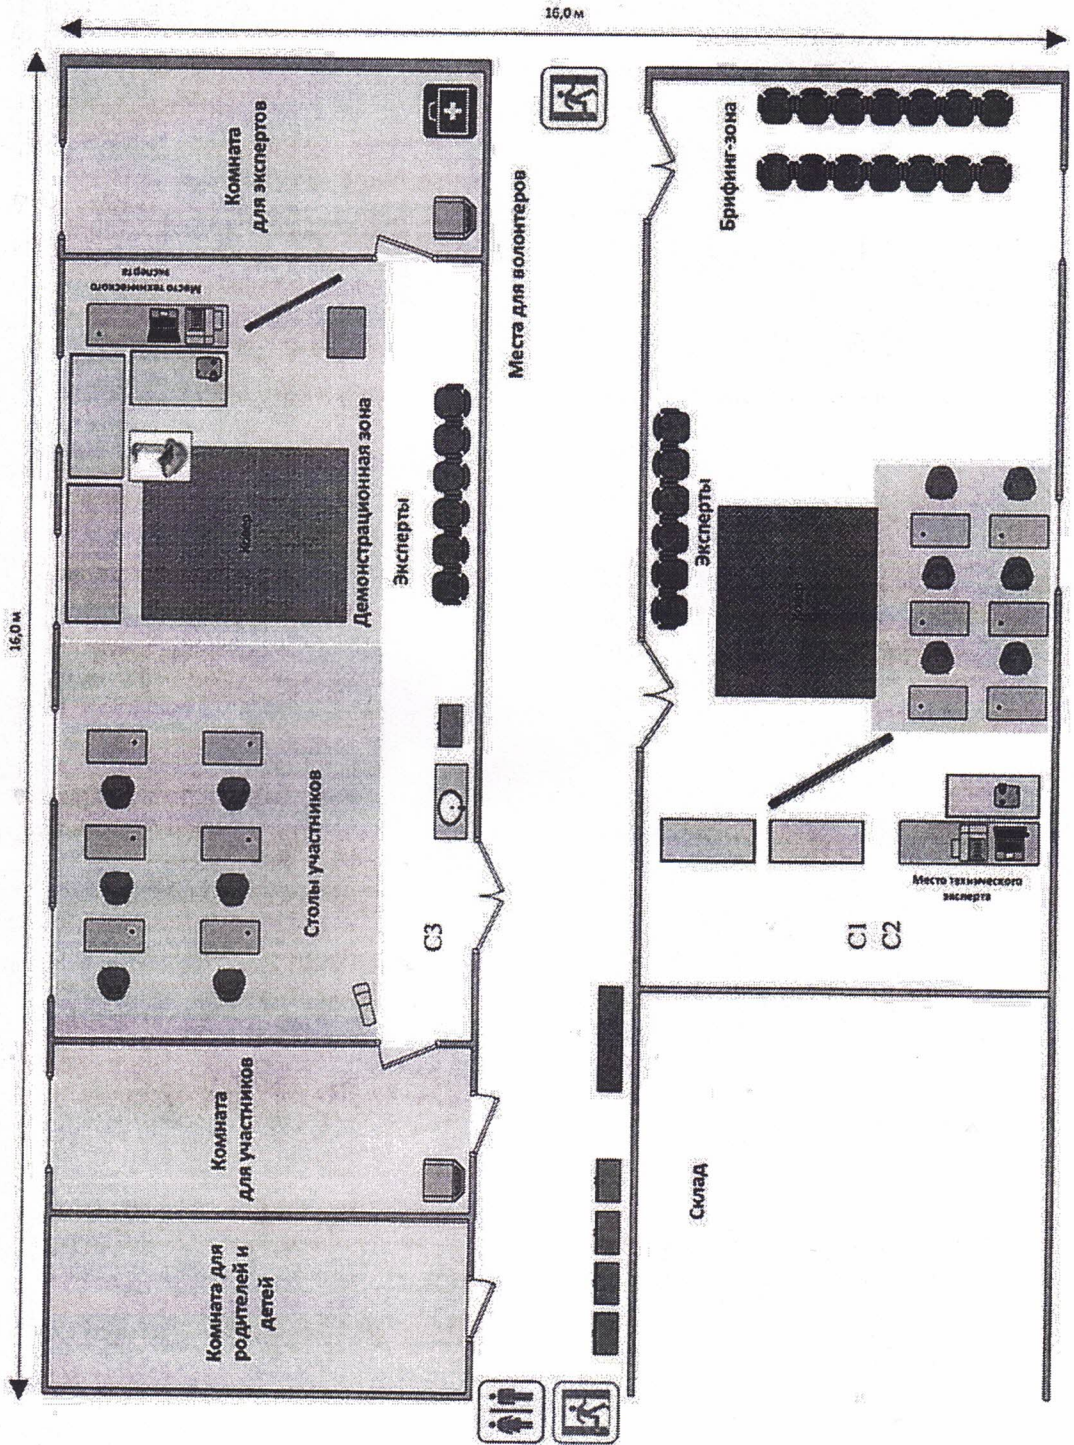 16,0 м
16,0 м
Комната
для экспертов
Место технического
эксперта
Ковер
Демонстрационная зона
Эксперты
Столы участников
С3
Комната
для участников
Комната для
родителей и
детей
Места для волонтеров
Брифинг-зона
Эксперты
Место технического
эксперта
С1
С2
Склад